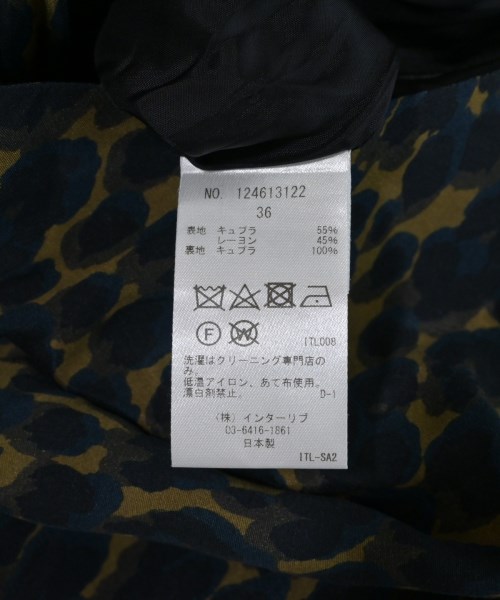 NO. 124613122
36
表地 キュプラ 55%
レーヨン 45%
裏地 キュプラ 100%
F W
ITL008
洗濯はクリーニング専門店の
み。
低温アイロン、あて布使用。
漂白剤禁止。 D-1
(株)インターリブ
03-6416-1861
日本製
ITL-SA2